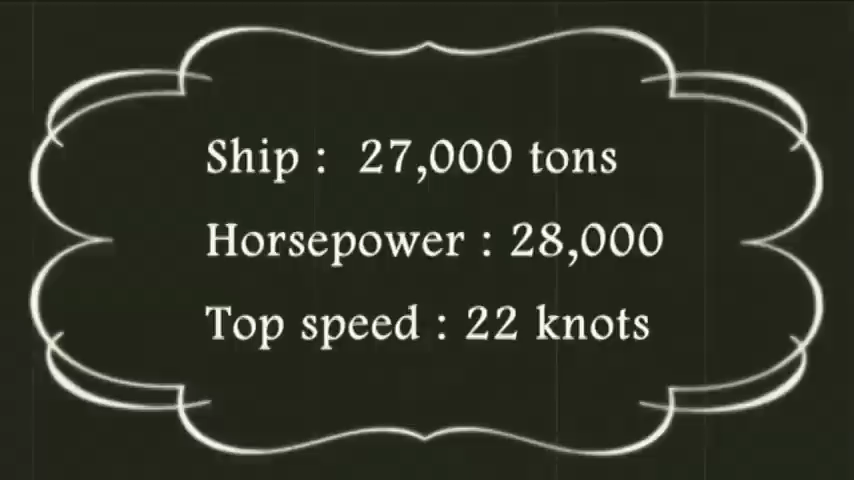 Ship : 27,000 tons
Horsepower : 28,000
Top speed : 22 knots